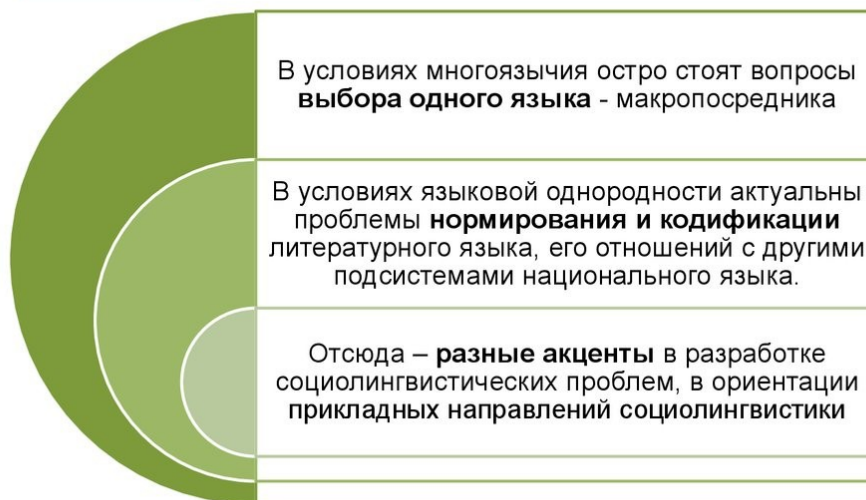 В условиях многоязычия остро стоят вопросы
выбора одного языка - макропосредника
В условиях языковой однородности актуальны
проблемы нормирования и кодификации
литературного языка, его отношений с другими
подсистемами национального языка.
Отсюда – разные акценты в разработке
социолингвистических проблем, в ориентации
прикладных направлений социолингвистики